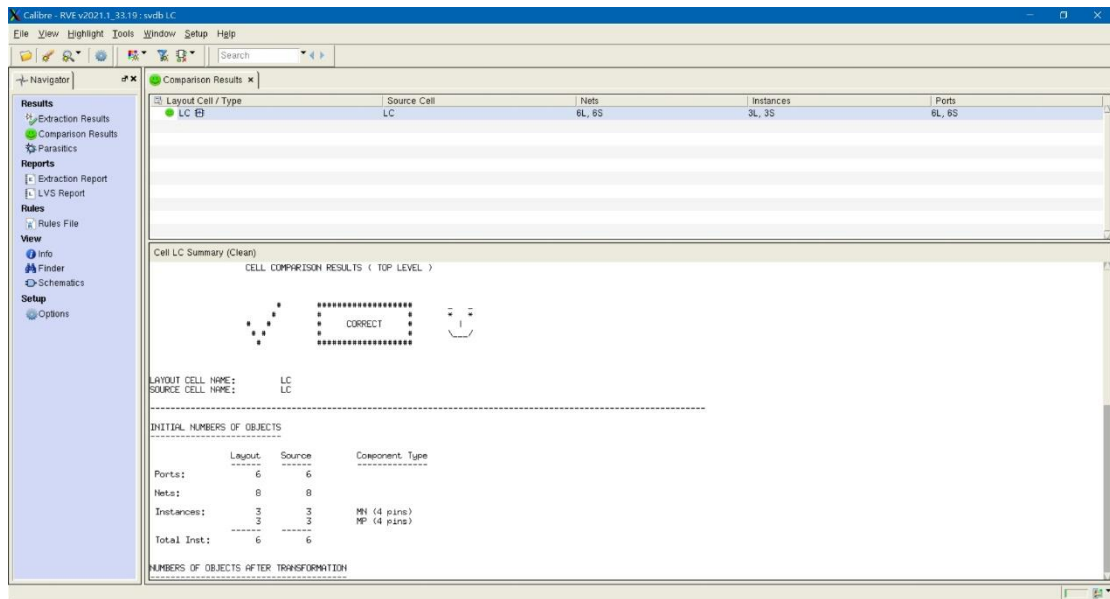 Calibre - RVE v2021.1_33.19 : svdb LC
File View Highlight Tools Window Setup Help
Search
Navigator
Comparison Results
Results
Extraction Results
Comparison Results
Parasitics
Reports
Extraction Report
LVS Report
Rules
Rules File
View
Info
Finder
Schematics
Setup
Options
Layout Cell / Type Source Cell Nets Instances Ports
LC LC 6L, 6S 3L, 3S 6L, 6S
Cell LC Summary (Clean)
CELL COMPARISON RESULTS ( TOP LEVEL )
CORRECT
LAYOUT CELL NAME: LC
SOURCE CELL NAME: LC
INITIAL NUMBERS OF OBJECTS
Layout Source Component Type
Ports: 6 6
Nets: 8 8
Instances: 3 3 MN (4 pins)
3 3 MP (4 pins)
Total Inst: 6 6
NUMBERS OF OBJECTS AFTER TRANSFORMATION